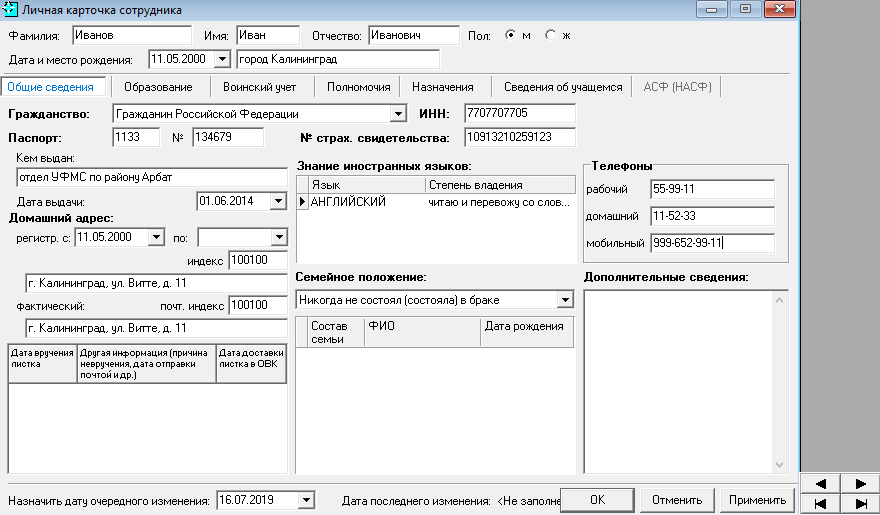 Личная карточка сотрудника
Фамилия: Иванов Имя: Иван Отчество: Иванович Пол: м ж
Дата и место рождения: 11.05.2000 город Калининград
Общие сведения Образование Воинский учет Полномочия Назначения Сведения об учащемся АСФ (НАСФ)
Гражданство: Гражданин Российской Федерации ИНН: 7707707705
Паспорт: 1133 № 134679 № страх. свидетельства: 10913210259123
Кем выдан:
отдел УФМС по району Арбат
Дата выдачи: 01.06.2014
Домашний адрес:
регистр. с: 11.05.2000 по:
индекс 100100
г. Калининград, ул. Витте, д. 11
фактический: почт. индекс 100100
г. Калининград, ул. Витте, д. 11
Дата вручения листка Другая информация (причина невручения, дата отправки почтой и др.) Дата доставки листка в ОВК
Знание иностранных языков:
Язык Степень владения
АНГЛИЙСКИЙ читаю и перевожу со слов...
Семейное положение:
Никогда не состоял (состояла) в браке
Состав семьи ФИО Дата рождения
Телефоны
рабочий 55-99-11
домашний 11-52-33
мобильный 999-652-99-11
Дополнительные сведения:
Назначить дату очередного изменения: 16.07.2019 Дата последнего изменения: <Не заполне
OK Отменить Применить